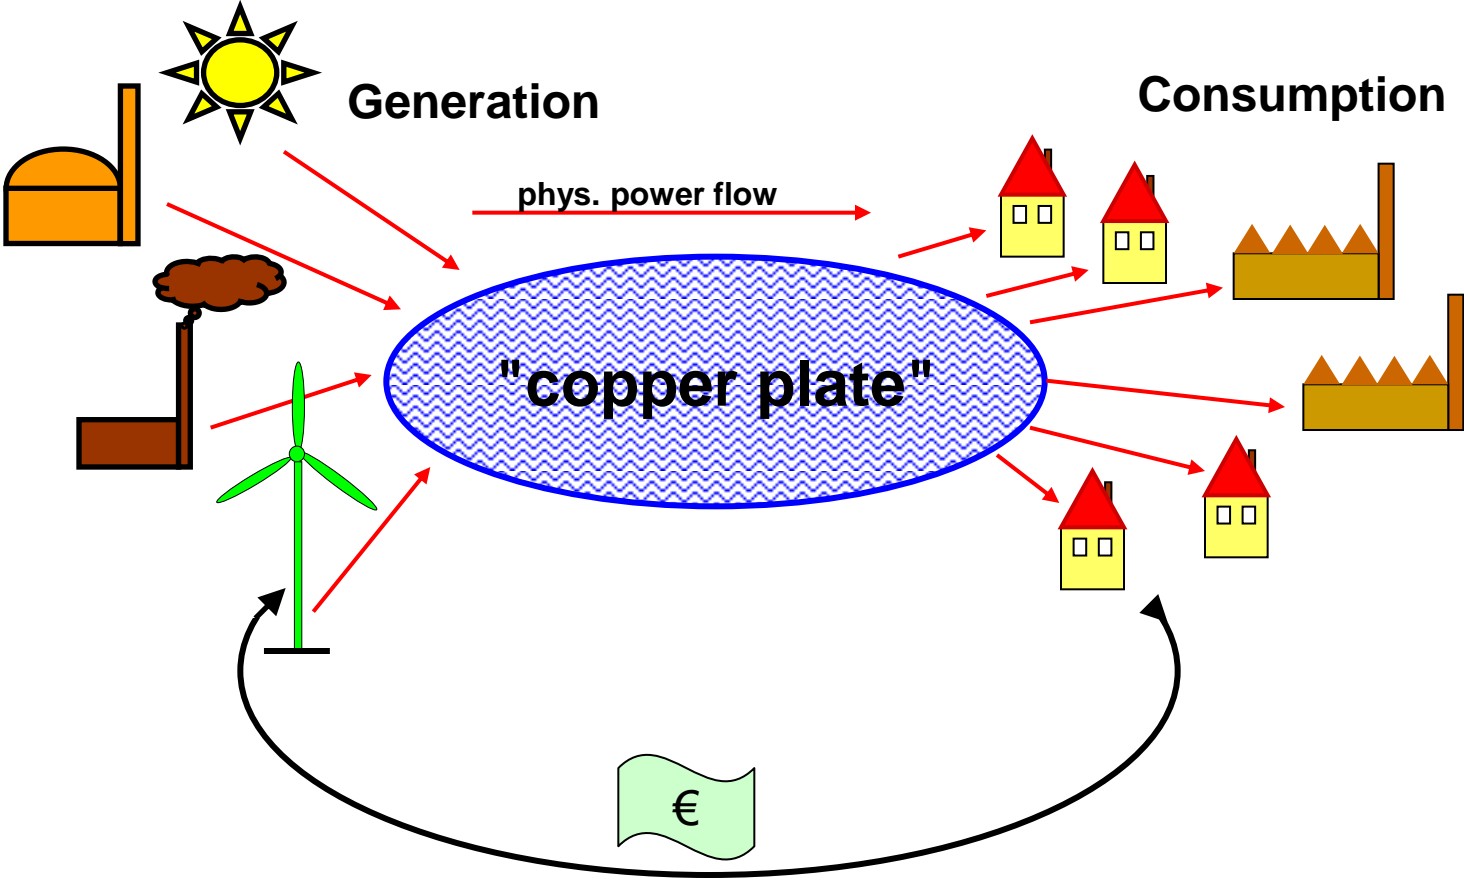 Generation
Consumption
phys. power flow
"copper plate"
€